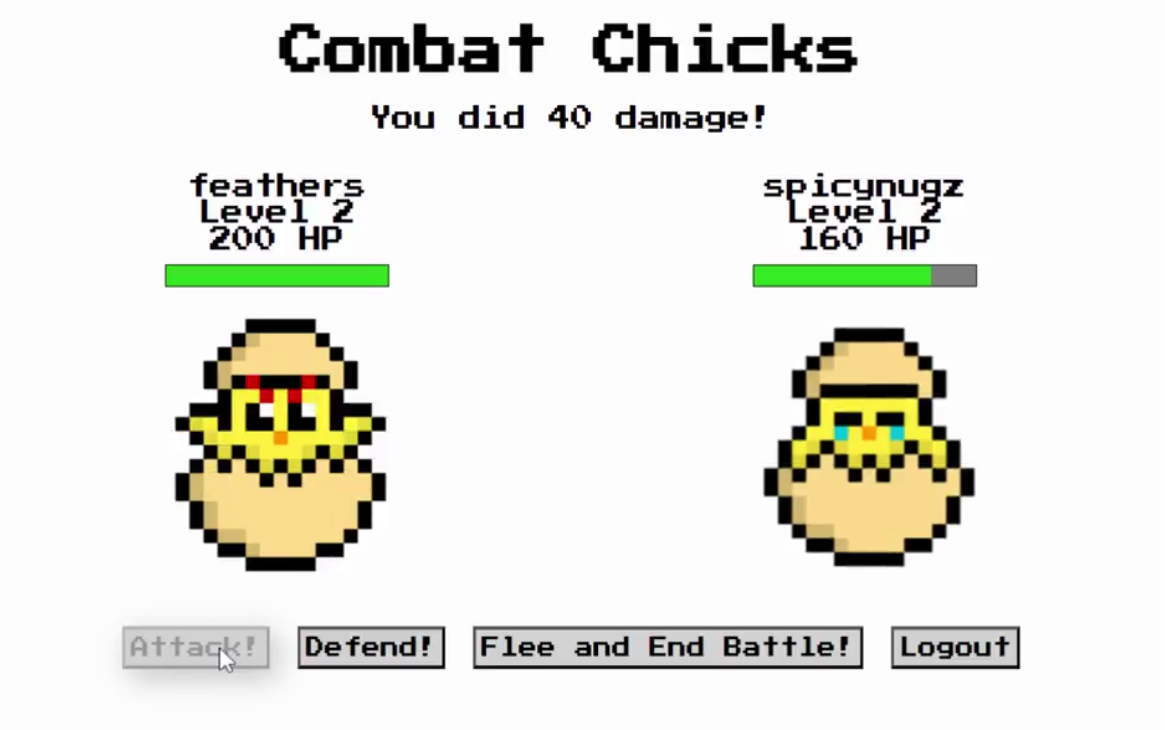 Combat Chicks
You did 40 damage!
feathers
Level 2
200 HP
spicynugz
Level 2
160 HP
Attack!
Defend!
Flee and End Battle!
Logout